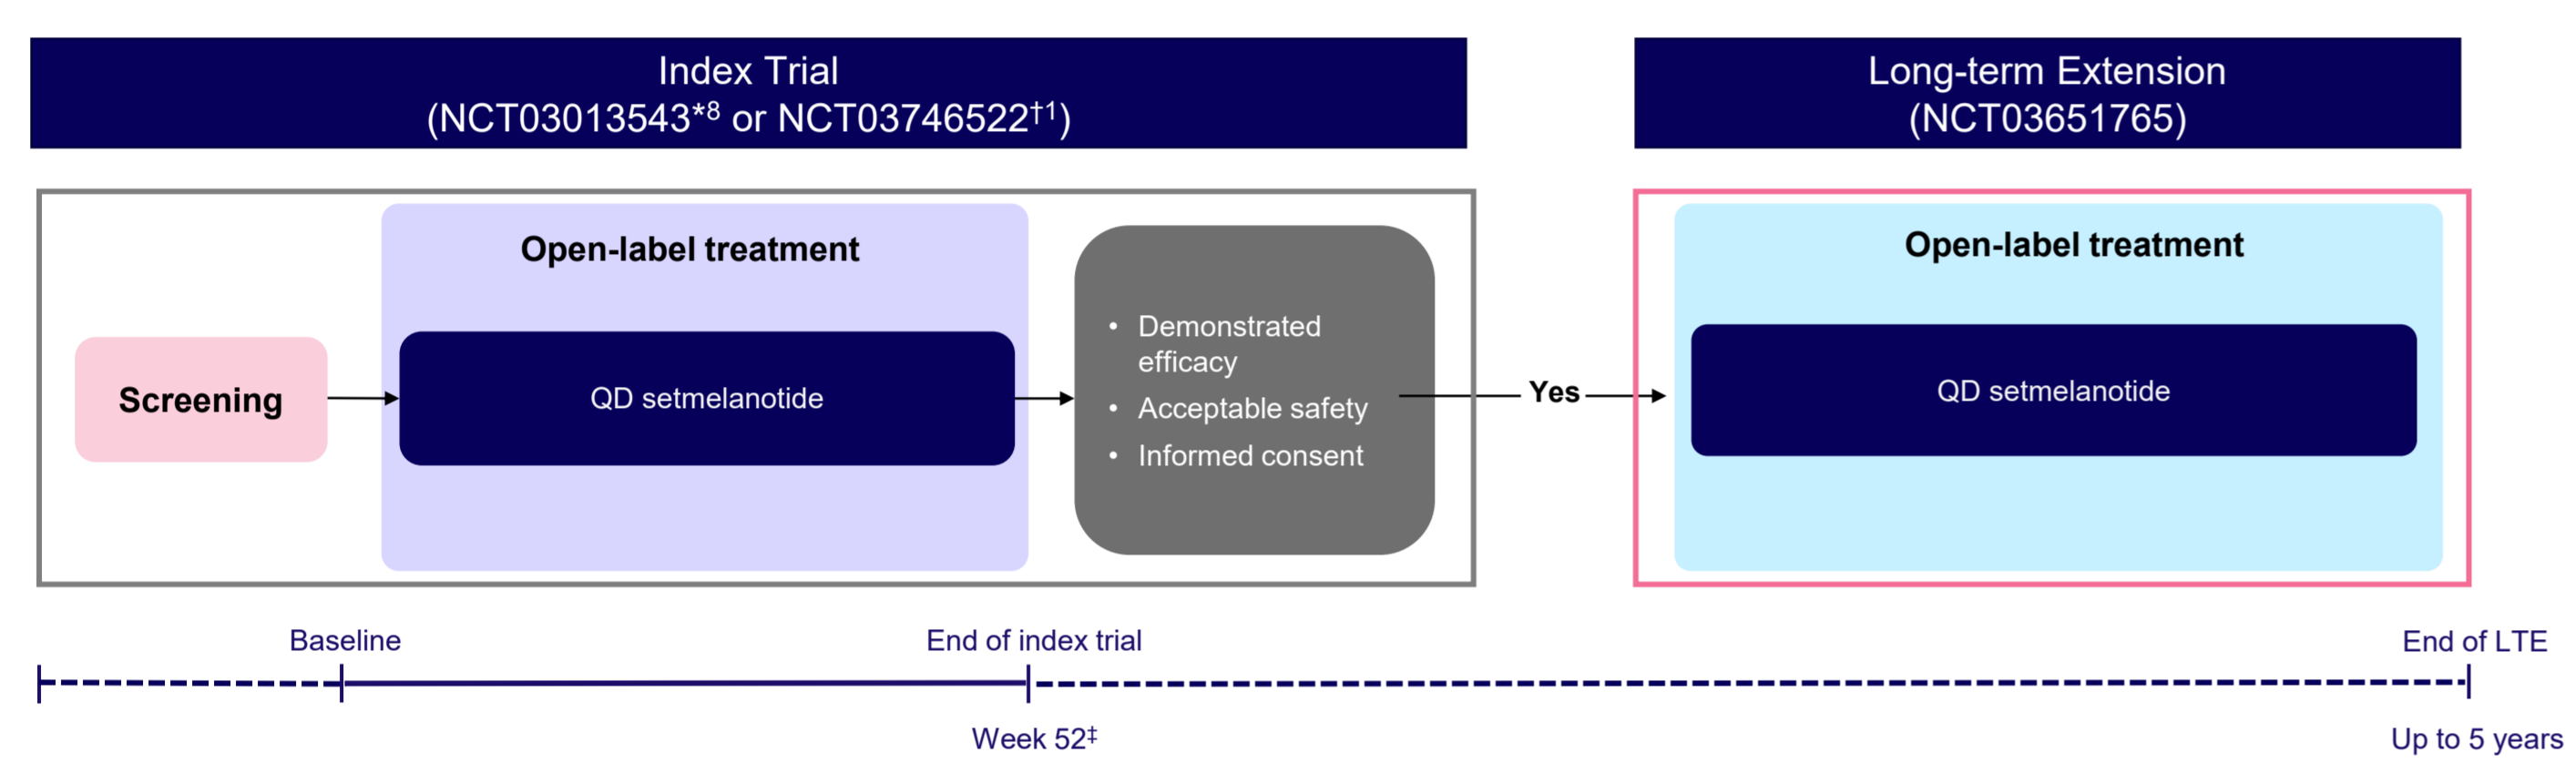 Index Trial
(NCT03013543*⁸ or NCT03746522†¹)
Long-term Extension
(NCT03651765)
Screening
Open-label treatment
QD setmelanotide
• Demonstrated
efficacy
• Acceptable safety
• Informed consent
Yes
Open-label treatment
QD setmelanotide
Baseline
End of index trial
End of LTE
Week 52‡
Up to 5 years